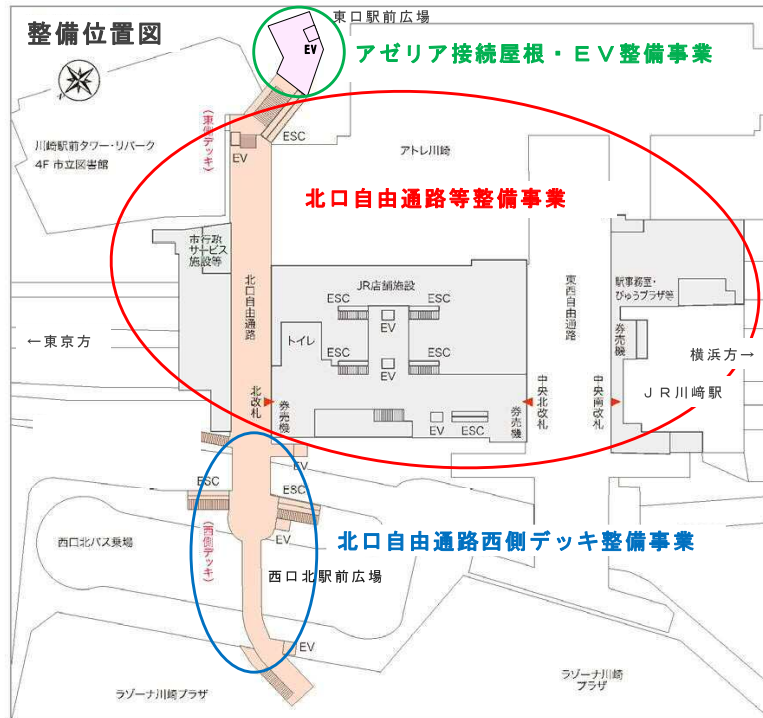 整備位置図
東口駅前広場
EV
アゼリア接続屋根・EV整備事業
(東側デッキ)
ESC
EV
川崎駅前タワー・リバーク
4F 市立図書館
アトレ川崎
北口自由通路等整備事業
市行政
サービス
施設等
北口自由通路
JR店舗施設
ESC
ESC
EV
トイレ
ESC
ESC
EV
東西自由通路
駅事務室・
びゅうプラザ等
券売機
←東京方
横浜方→
JR川崎駅
北改札
券売機
EV
ESC
券売機
中央北改札
中央南改札
EV
ESC
ESC
(西側デッキ)
EV
北口自由通路西側デッキ整備事業
西口北バス乗場
西口北駅前広場
EV
ラゾーナ川崎プラザ
ラゾーナ川崎
プラザ